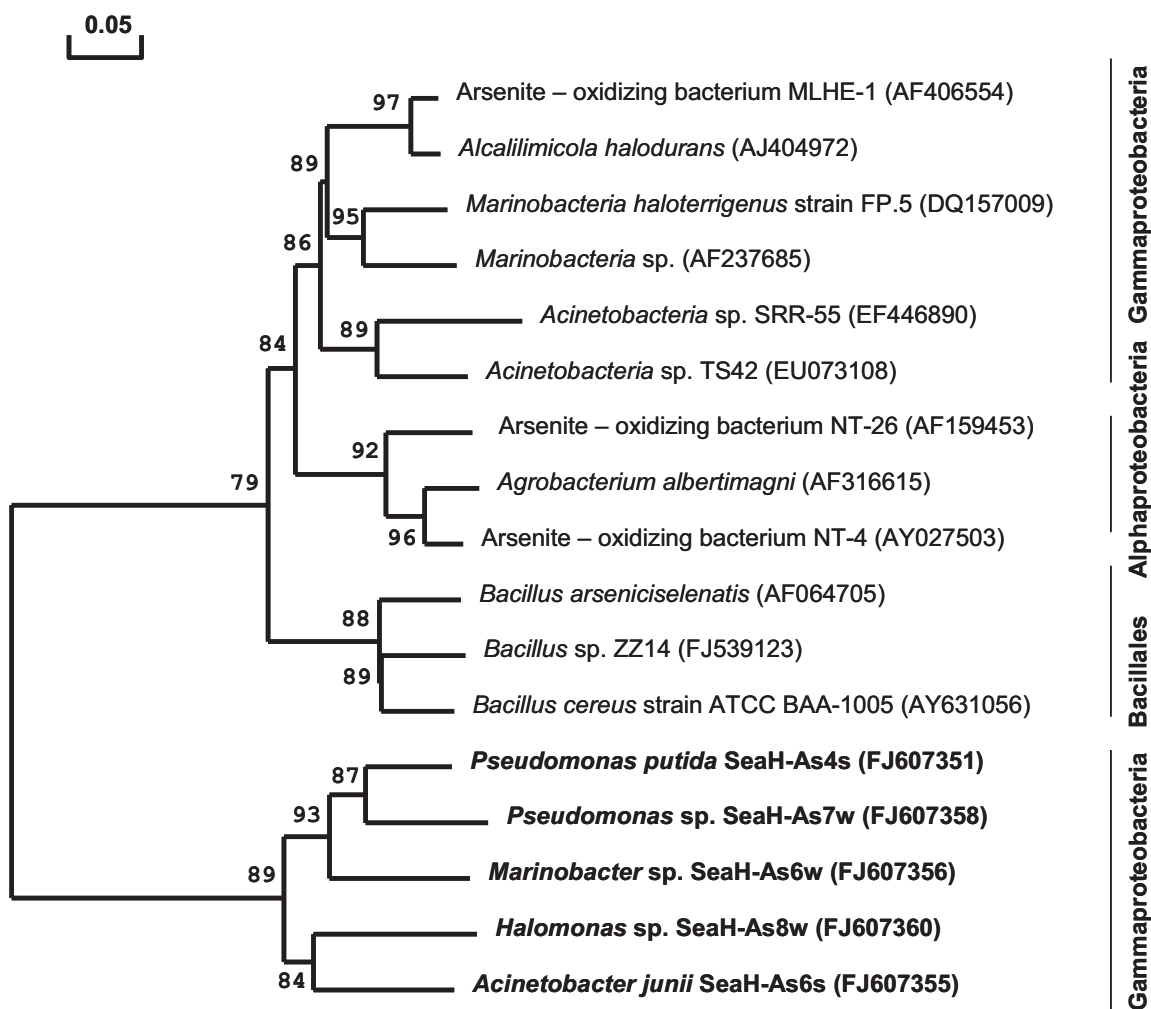 0.05
97
Arsenite – oxidizing bacterium MLHE-1 (AF406554)
Alcalilimicola halodurans (AJ404972)
89
95
Marinobacteria haloterrigenus strain FP.5 (DQ157009)
86
Marinobacteria sp. (AF237685)
Acinetobacteria sp. SRR-55 (EF446890)
89
84
Acinetobacteria sp. TS42 (EU073108)
Gammaproteobacteria
Arsenite – oxidizing bacterium NT-26 (AF159453)
92
79
Agrobacterium albertimagni (AF316615)
96
Arsenite – oxidizing bacterium NT-4 (AY027503)
Alphaproteobacteria
Bacillus arseniciselenatis (AF064705)
88
Bacillus sp. ZZ14 (FJ539123)
89
Bacillus cereus strain ATCC BAA-1005 (AY631056)
Bacillales
Pseudomonas putida SeaH-As4s (FJ607351)
87
93
Pseudomonas sp. SeaH-As7w (FJ607358)
89
Marinobacter sp. SeaH-As6w (FJ607356)
Halomonas sp. SeaH-As8w (FJ607360)
84
Acinetobacter junii SeaH-As6s (FJ607355)
Gammaproteobacteria